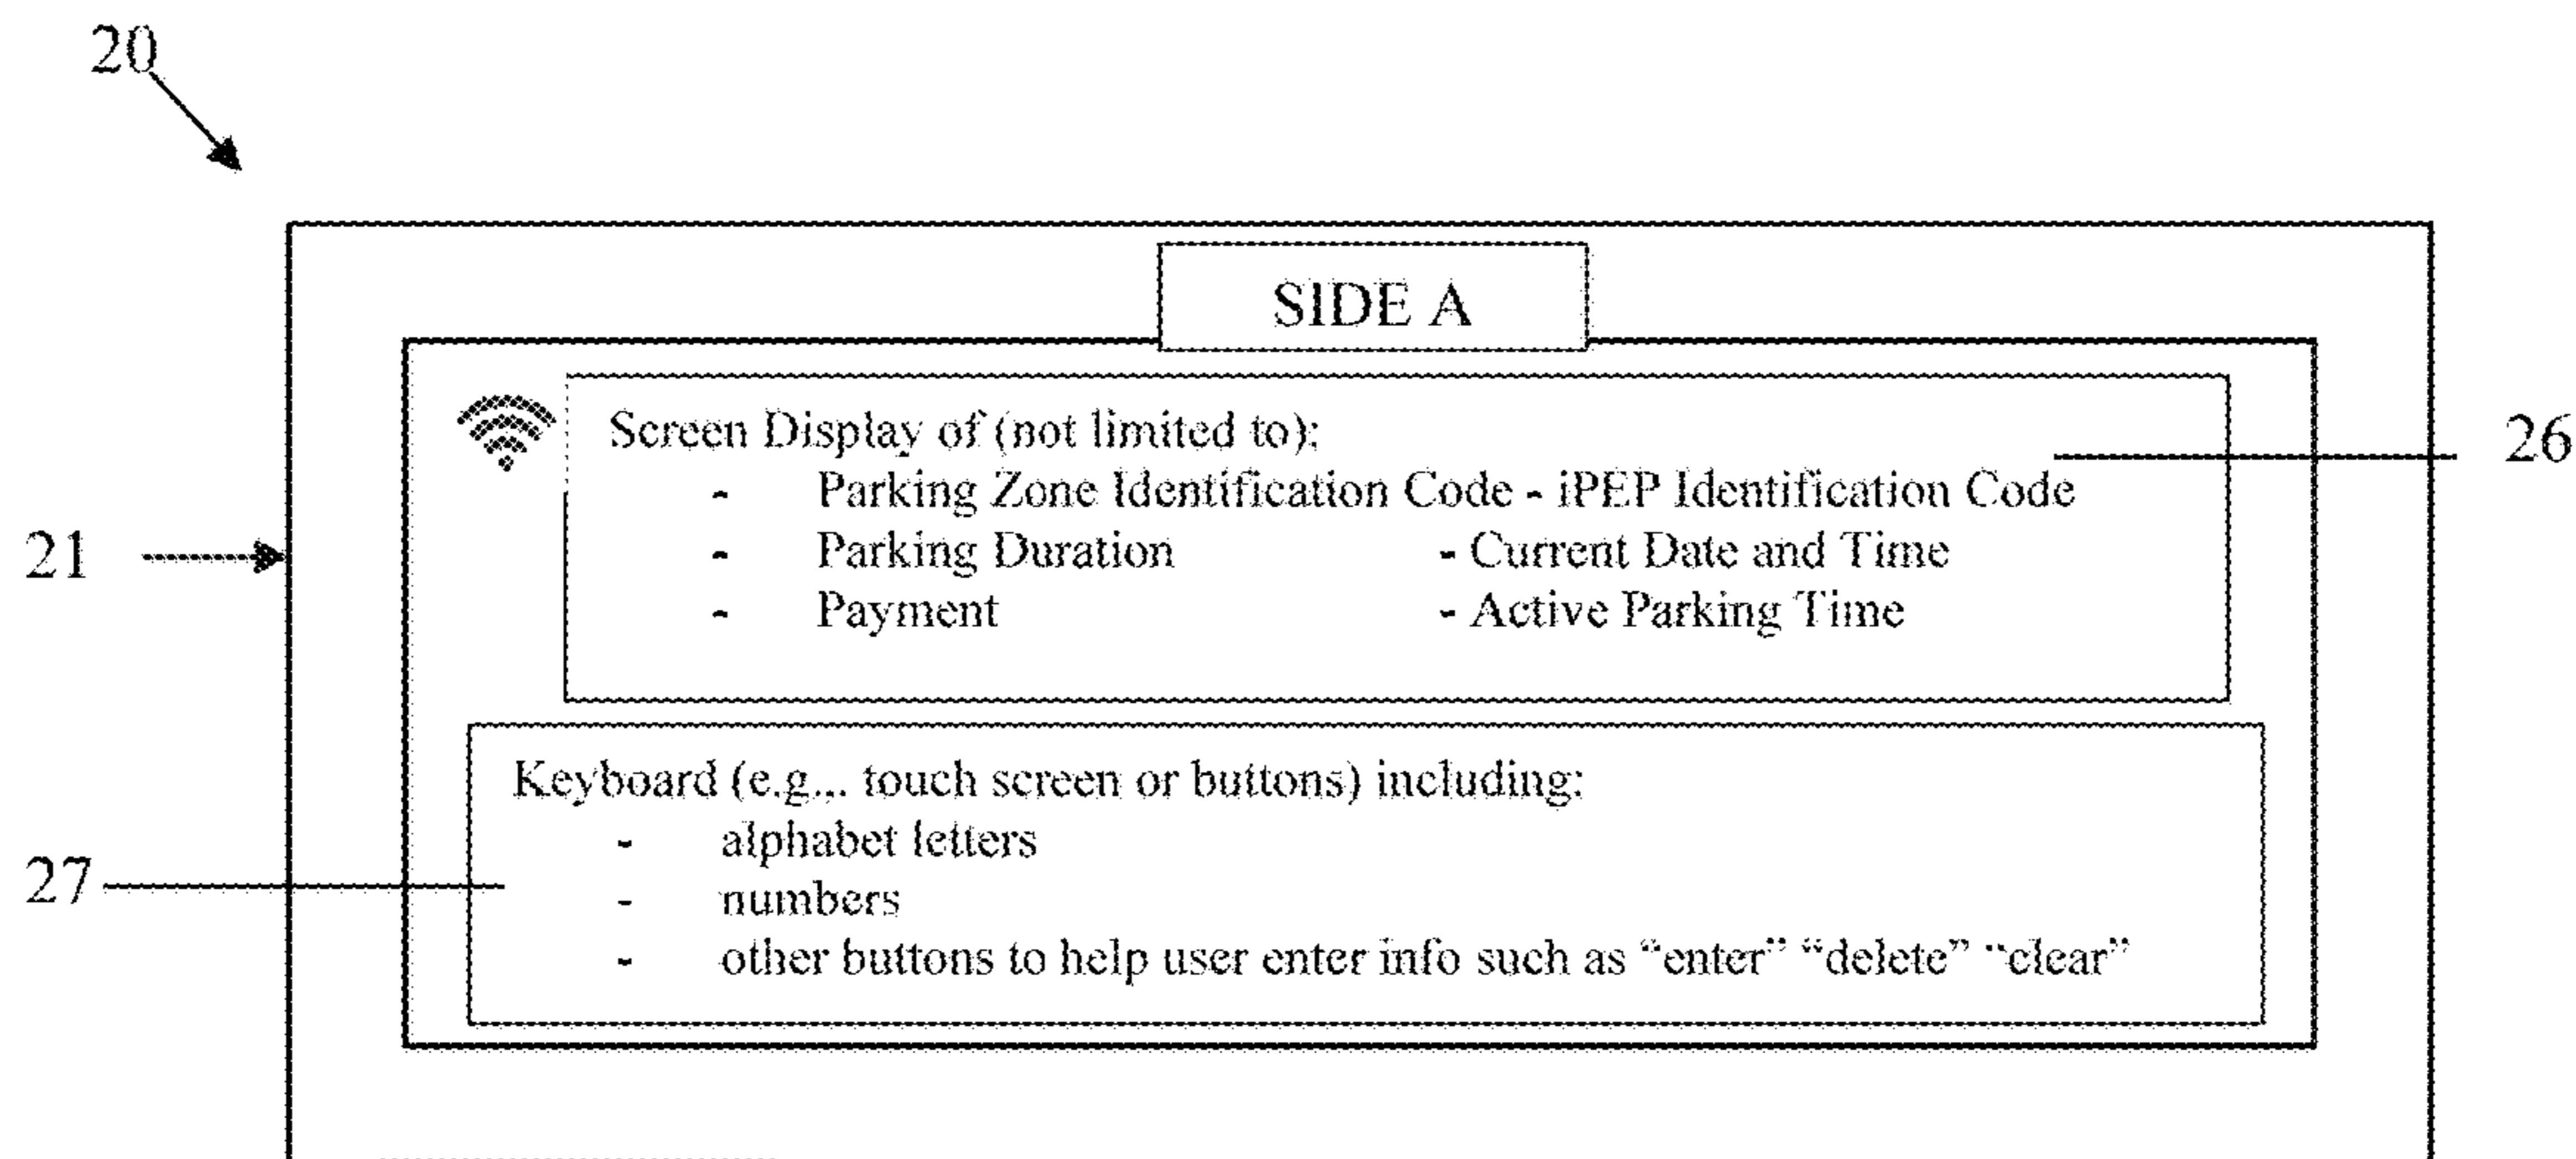 20
SIDE A
Screen Display of (not limited to):
26
- Parking Zone Identification Code - iPEP Identification Code
21
- Parking Duration - Current Date and Time
- Payment - Active Parking Time
Keyboard (e.g.,. touch screen or buttons) including:
- alphabet letters
27
- numbers
- other buttons to help user enter info such as “enter” “delete” “clear”